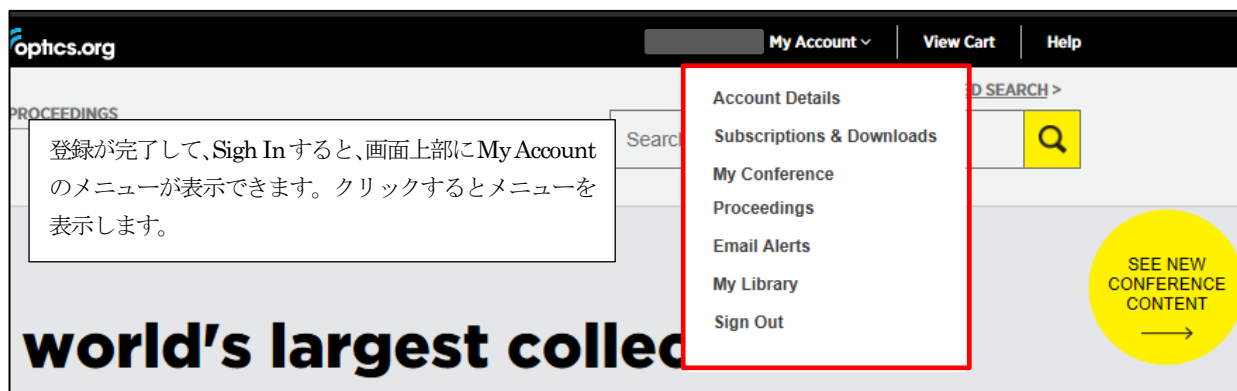 optics.org
My Account
View Cart
Help
D SEARCH >
PROCEEDINGS
Search
Account Details
Subscriptions & Downloads
My Conference
Proceedings
Email Alerts
My Library
Sign Out
登録が完了して、Sigh Inすると、画面上部にMy Account
のメニューが表示できます。クリックするとメニューを
表示します。
SEE NEW
CONFERENCE
CONTENT
world's largest collec